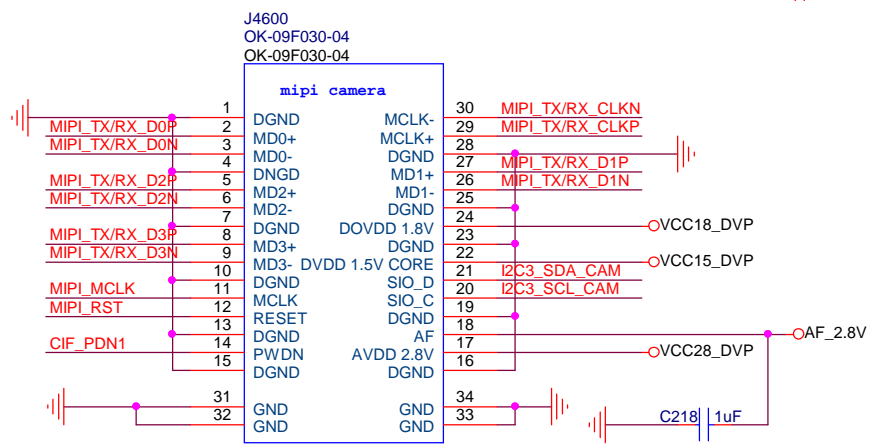 J4600
OK-09F030-04
OK-09F030-04
mipi camera
1 DGND MCLK- 30 MIPI_TX/RX_CLKN
MIPI_TX/RX_D0P 2 MD0+ MCLK+ 29 MIPI_TX/RX_CLKP
MIPI_TX/RX_D0N 3 MD0- DGND 28
4 DNGD MD1+ 27 MIPI_TX/RX_D1P
MIPI_TX/RX_D2P 5 MD2+ MD1- 26 MIPI_TX/RX_D1N
MIPI_TX/RX_D2N 6 MD2- DGND 25
7 DGND DOVDD 1.8V 24 VCC18_DVP
MIPI_TX/RX_D3P 8 MD3+ DGND 23
MIPI_TX/RX_D3N 9 MD3- DVDD 1.5V CORE 22 VCC15_DVP
10 DGND SIO_D 21 I2C3_SDA_CAM
MIPI_MCLK 11 MCLK SIO_C 20 I2C3_SCL_CAM
MIPI_RST 12 RESET DGND 19
13 DGND AF 18 AF_2.8V
CIF_PDN1 14 PWDN AVDD 2.8V 17 VCC28_DVP
15 DGND DGND 16
31 GND GND 34
32 GND GND 33
C218 1uF